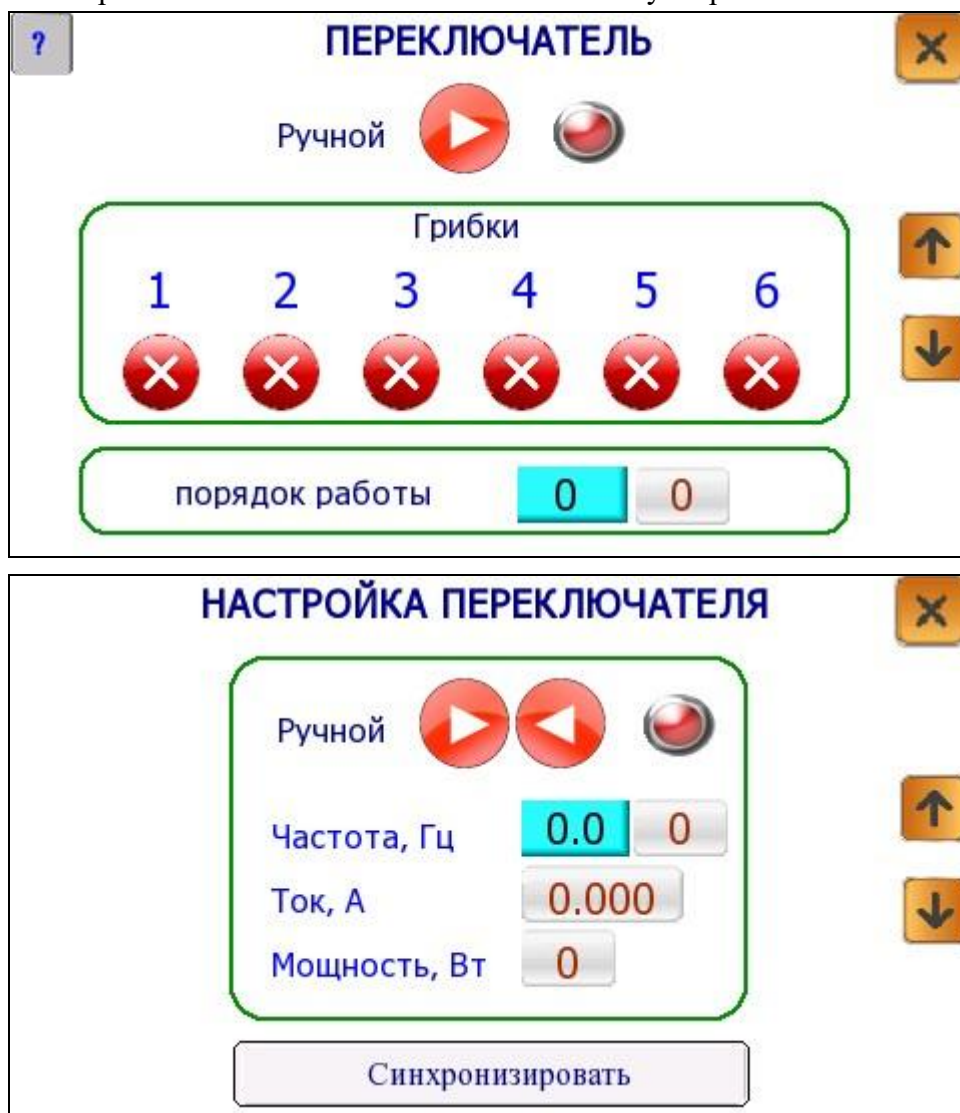 ?
ПЕРЕКЛЮЧАТЕЛЬ
Ручной
Грибки
1 2 3 4 5 6
порядок работы 0 0
НАСТРОЙКА ПЕРЕКЛЮЧАТЕЛЯ
Ручной
Частота, Гц 0.0 0
Ток, А 0.000
Мощность, Вт 0
Синхронизировать